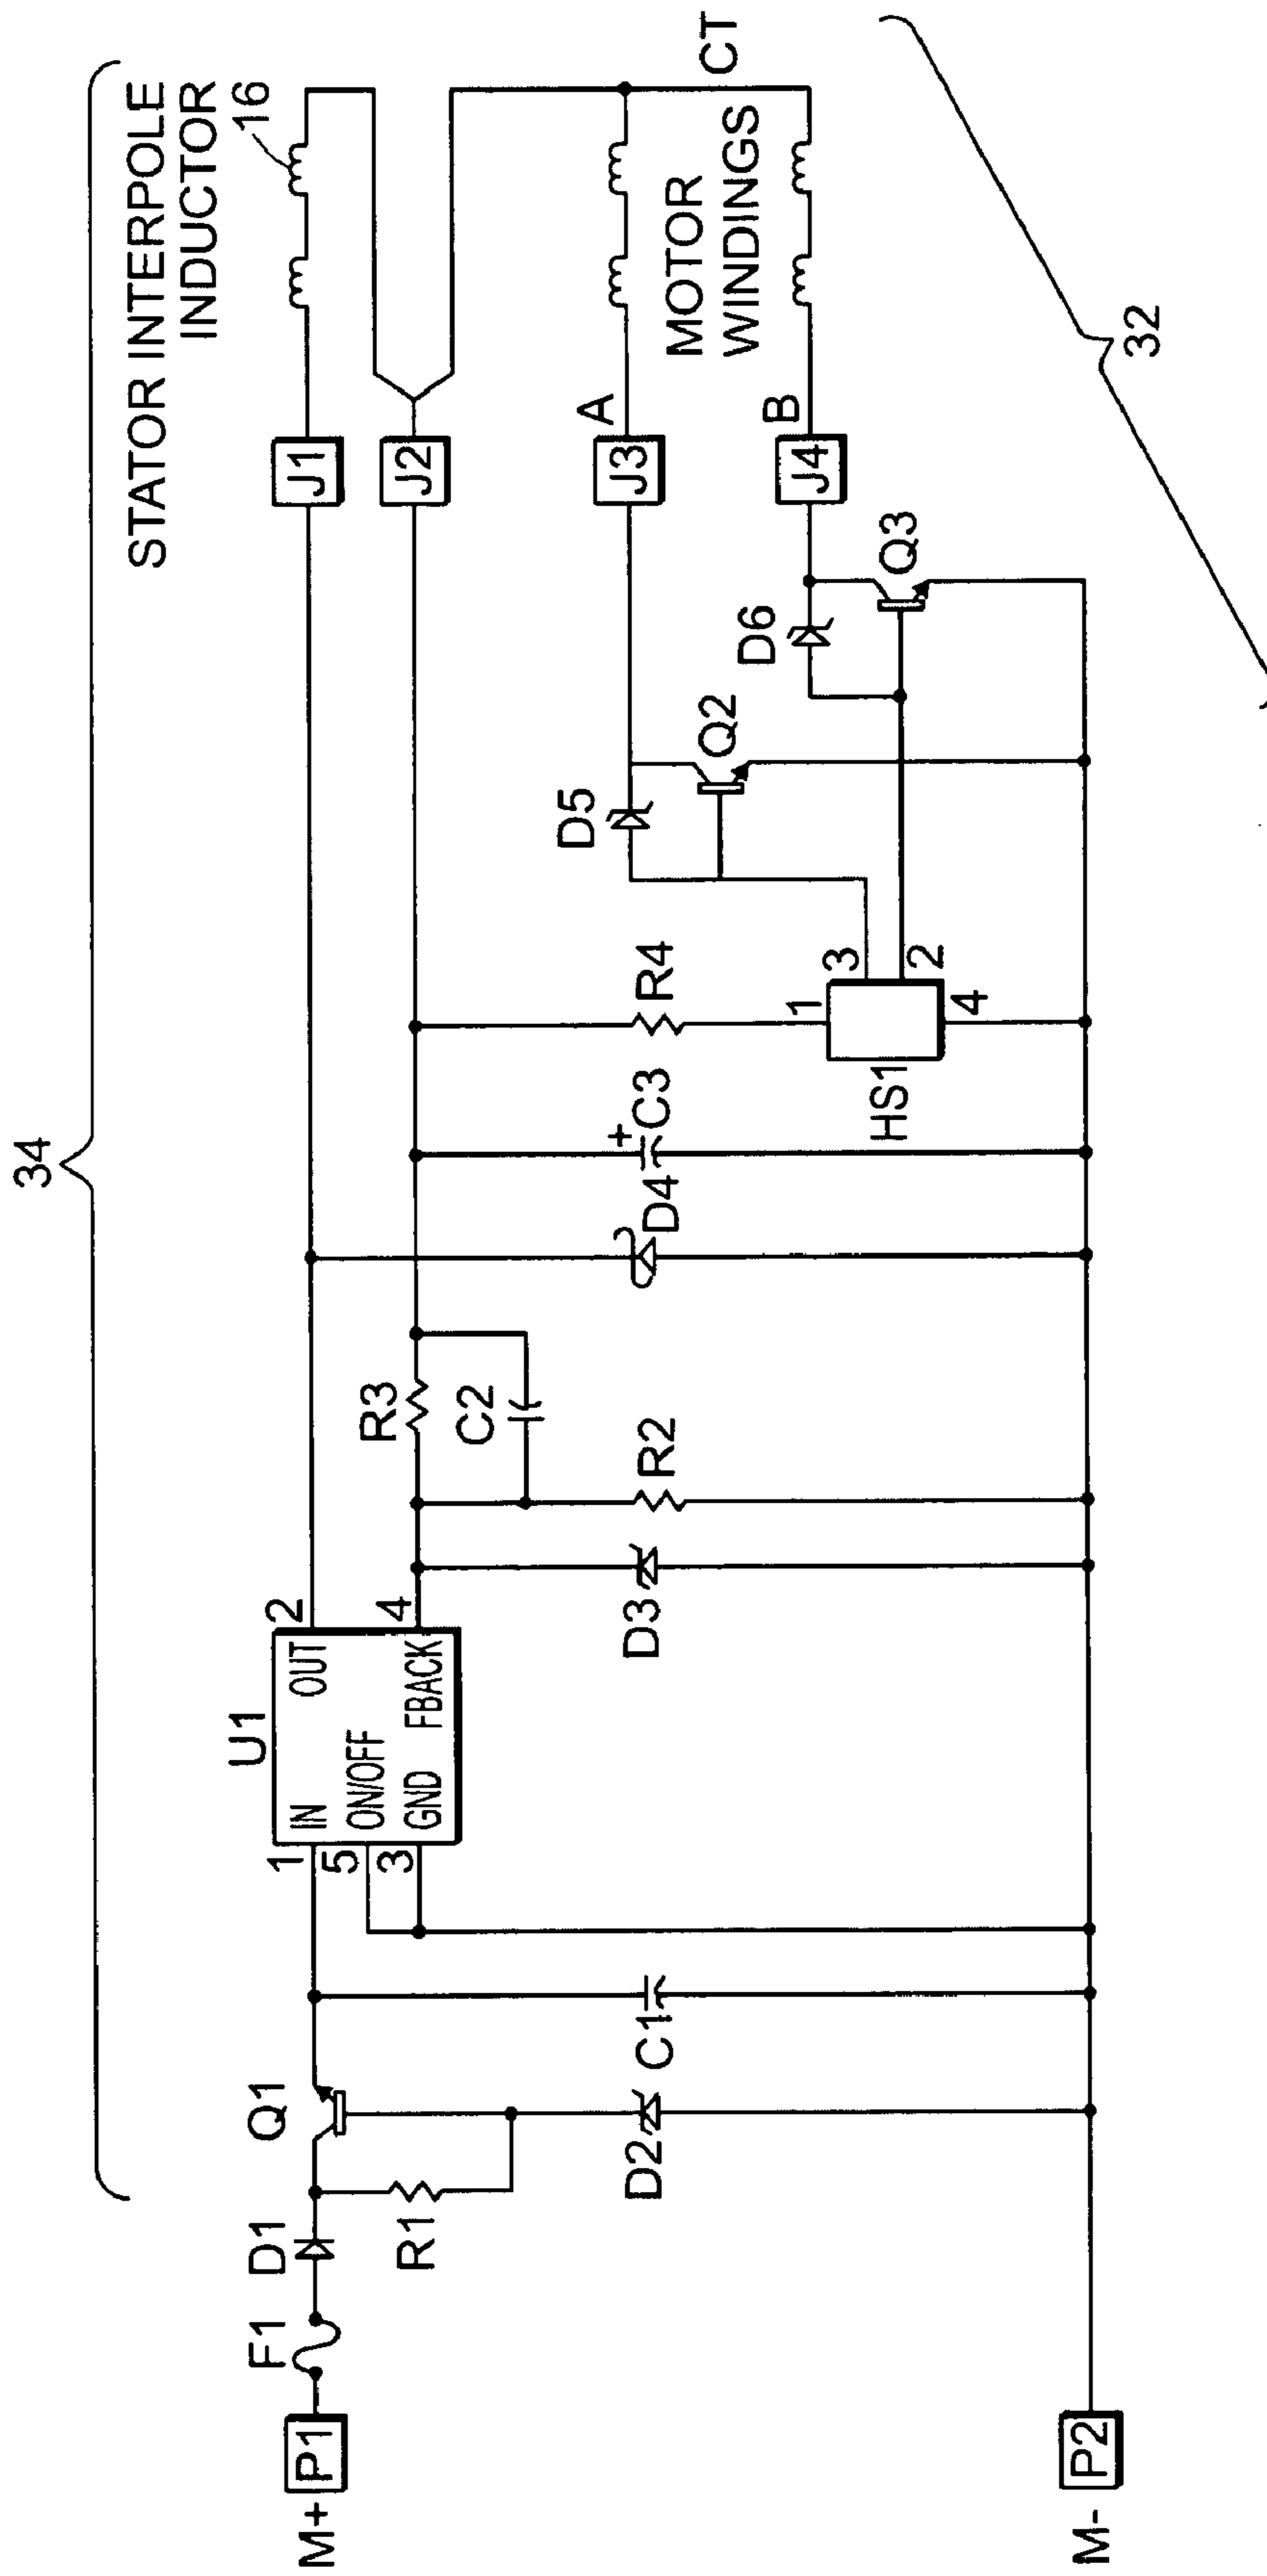 34
STATOR INTERPOLE
INDUCTOR
16
M+
P1
F1
D1
Q1
R1
D2
C1
U1
1
IN
OUT
2
5
ON/OFF
3
GND
FBACK
4
D3
R2
R3
C2
D4
+
C3
R4
HS1
1
3
2
4
D5
Q2
D6
Q3
J1
J2
J3
A
J4
B
MOTOR
WINDINGS
CT
32
M-
P2